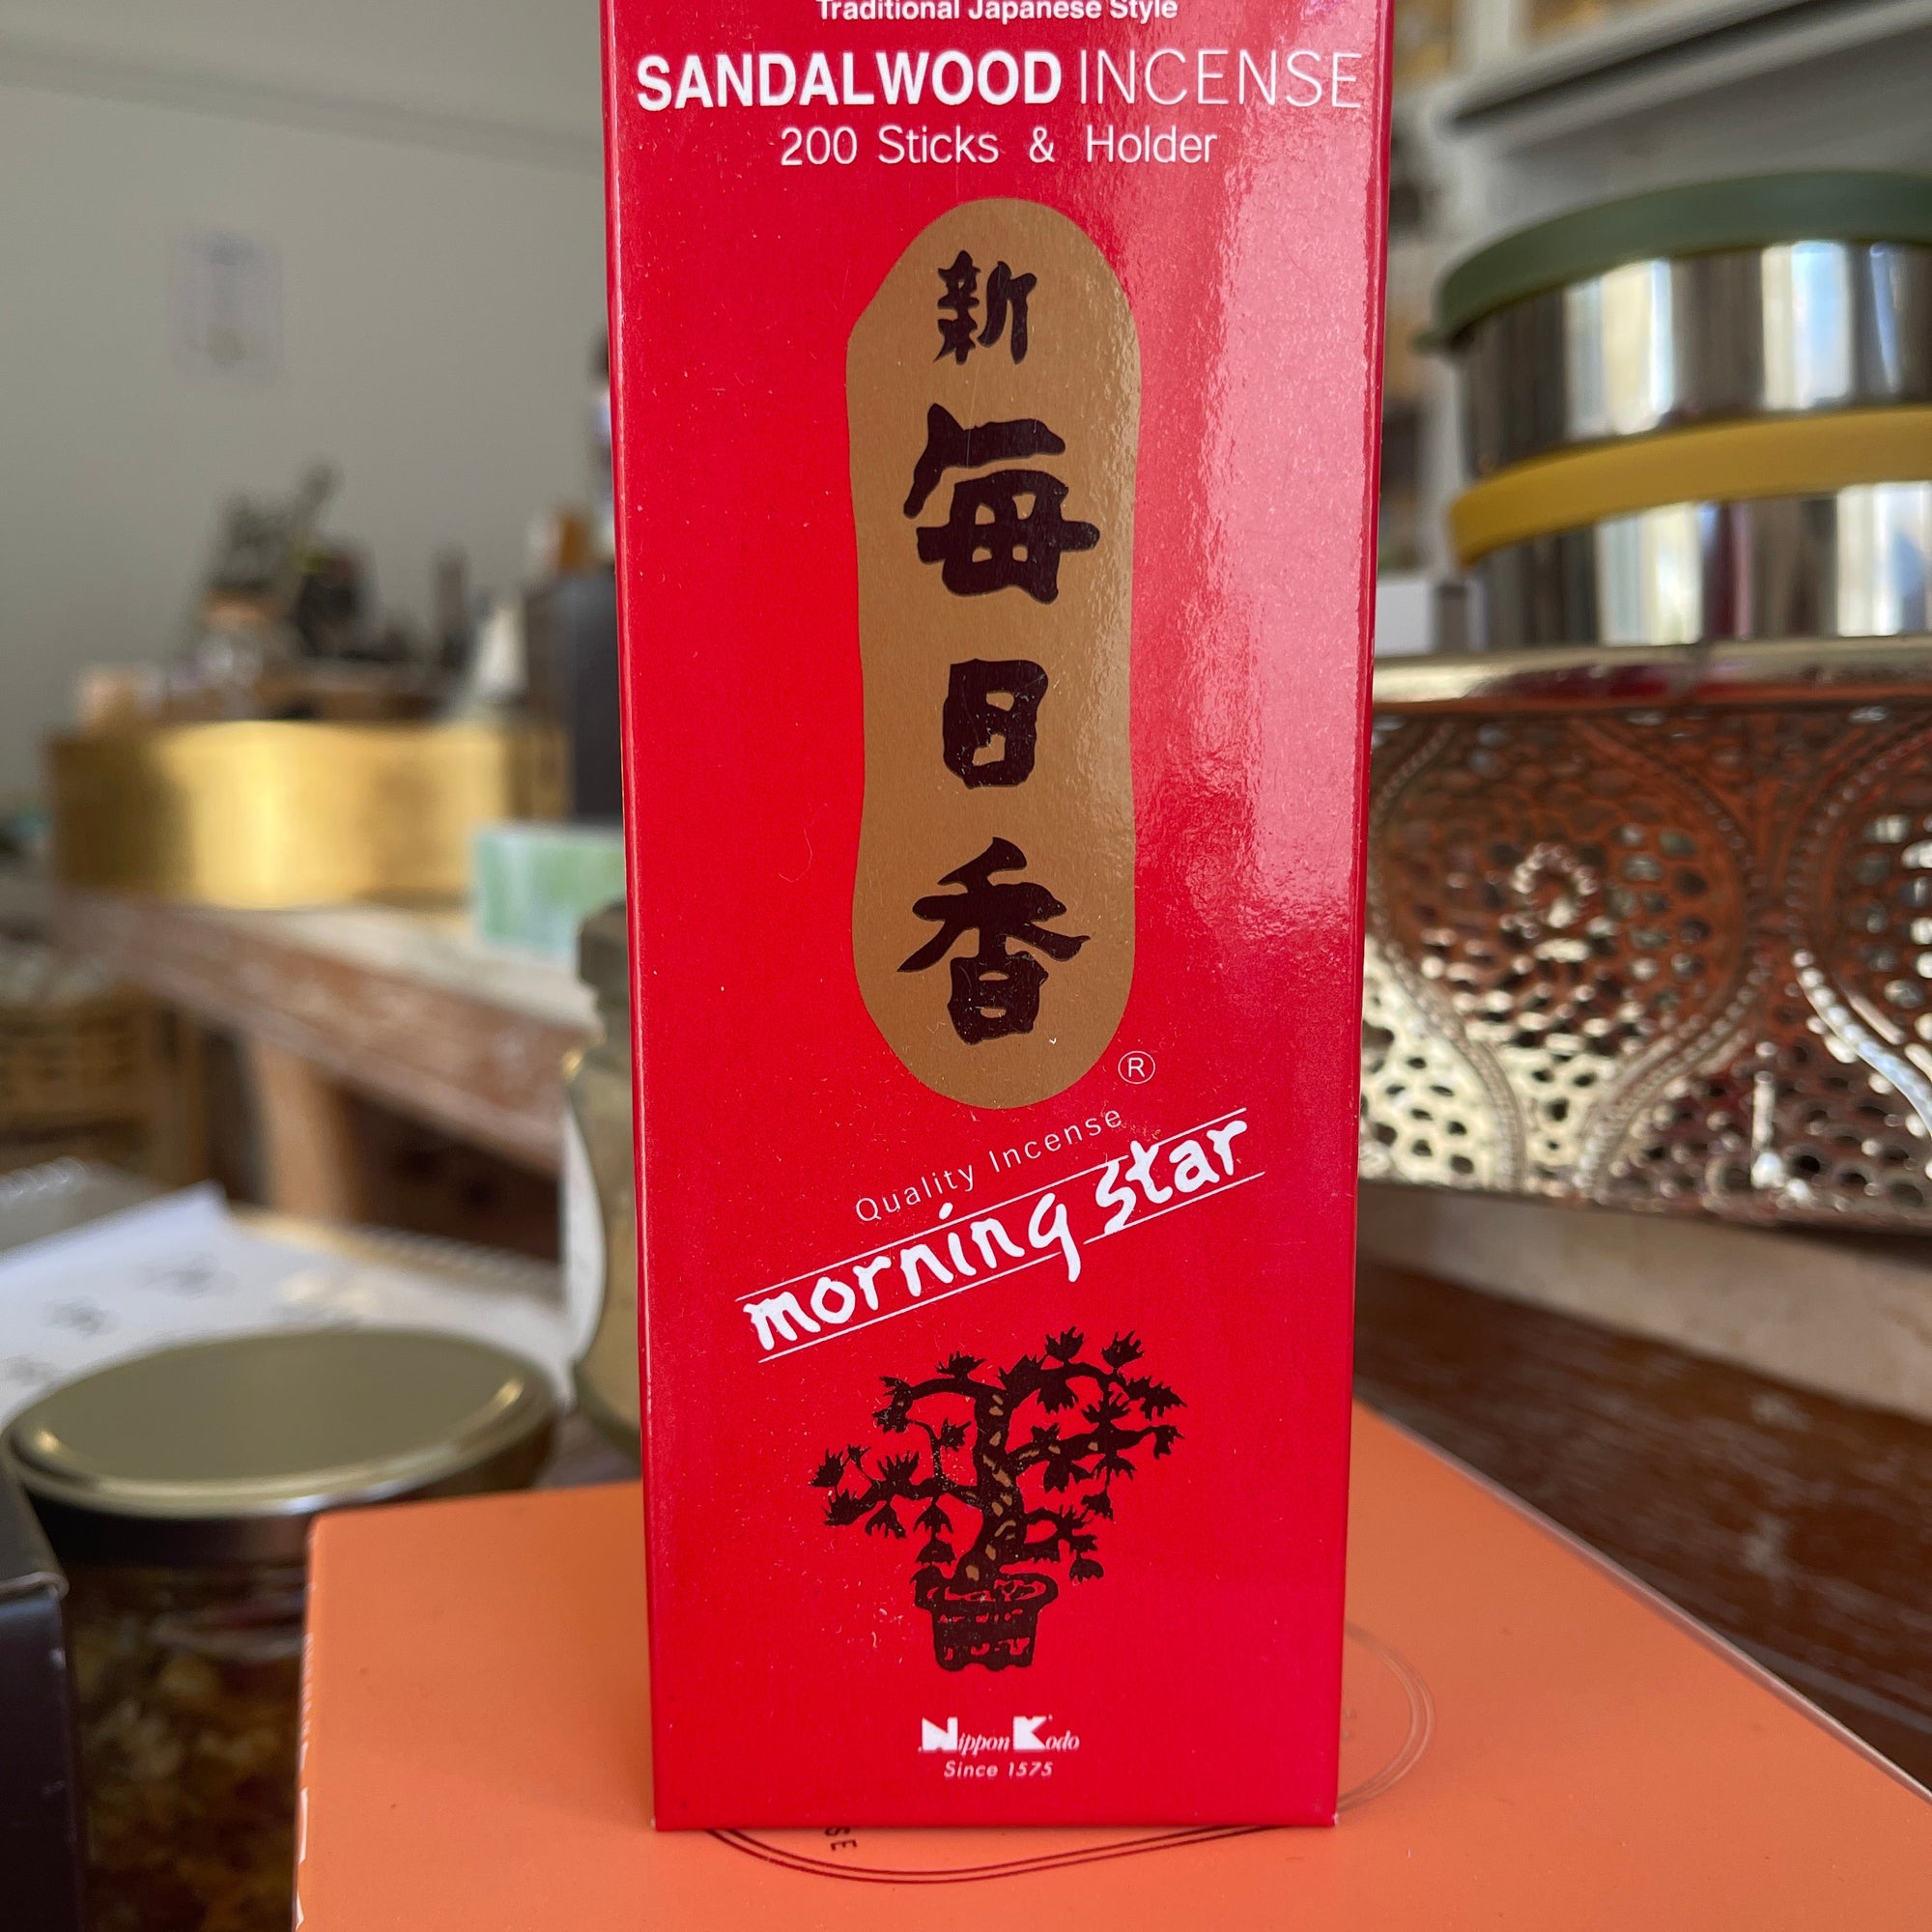 Traditional Japanese Style
SANDALWOOD INCENSE
200 Sticks & Holder
新
毎
日
香
®
Quality Incense
morning star
Nippon Kodo
Since 1575
SE